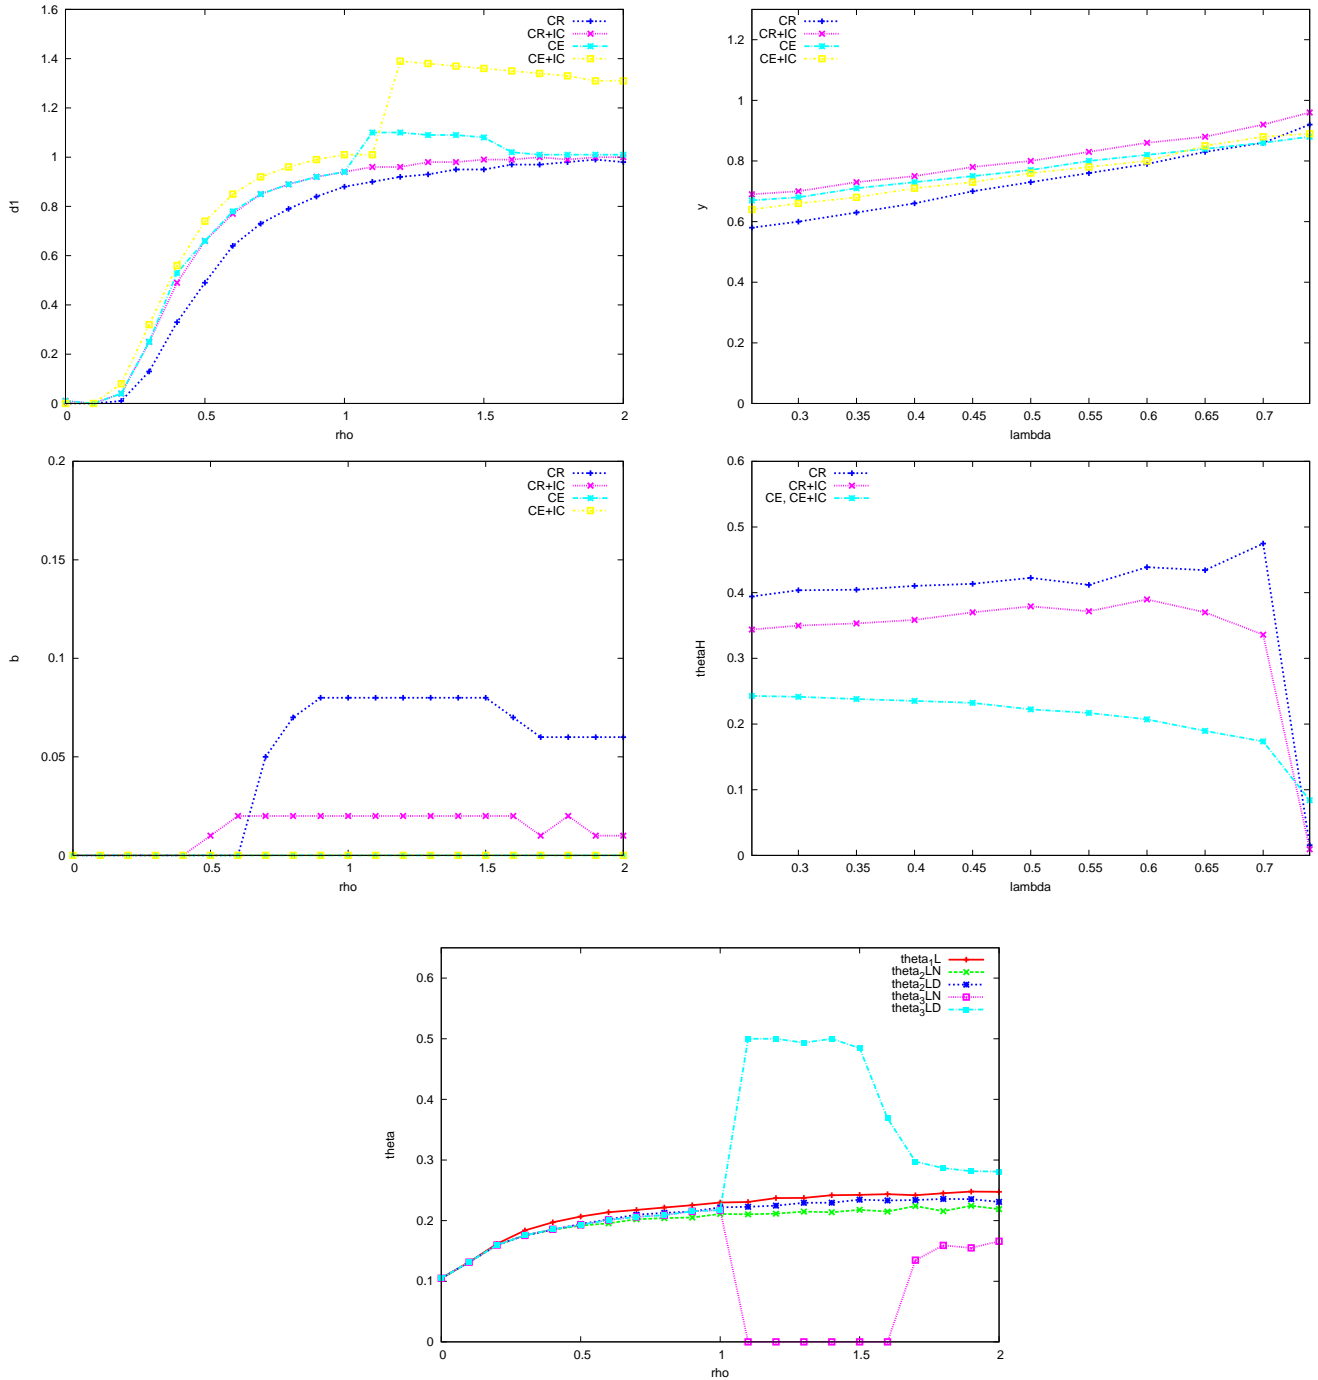 1.6
1.4
1.2
1
0.8
0.6
0.4
0.2
0
d1
CR
CR+IC
CE
CE+IC
0 0.5 1 1.5 2
rho
1.2
1
0.8
0.6
0.4
0.2
0
y
CR
CR+IC
CE
CE+IC
0.3 0.35 0.4 0.45 0.5 0.55 0.6 0.65 0.7
lambda
0.2
0.15
0.1
0.05
0
b
CR
CR+IC
CE
CE+IC
0 0.5 1 1.5 2
rho
0.6
0.5
0.4
0.3
0.2
0.1
0
thetaH
CR
CR+IC
CE, CE+IC
0.3 0.35 0.4 0.45 0.5 0.55 0.6 0.65 0.7
lambda
0.6
0.5
0.4
0.3
0.2
0.1
0
theta
theta₁L
theta₂LN
theta₂LD
theta₃LN
theta₃LD
0 0.5 1 1.5 2
rho